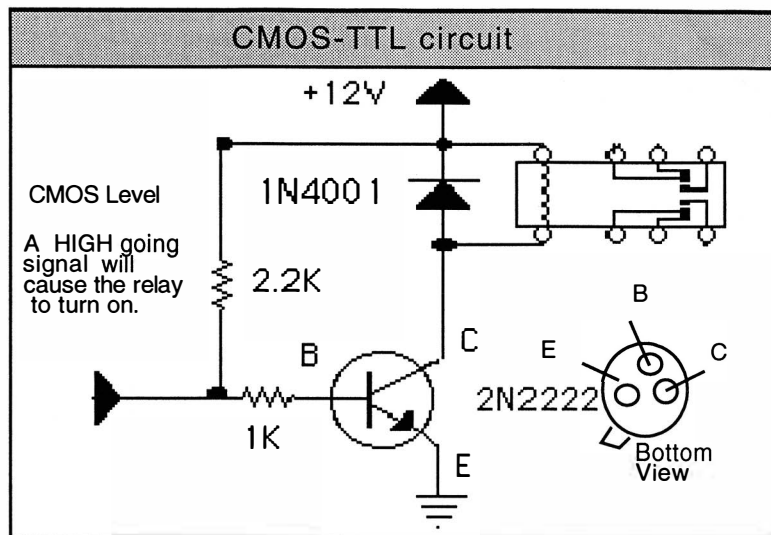 CMOS-TTL circuit
+12V
1N4001
CMOS Level
A HIGH going
signal will
cause the relay
to turn on.
2.2K
B
C
1K
E
B
E
C
2N2222
Bottom
View